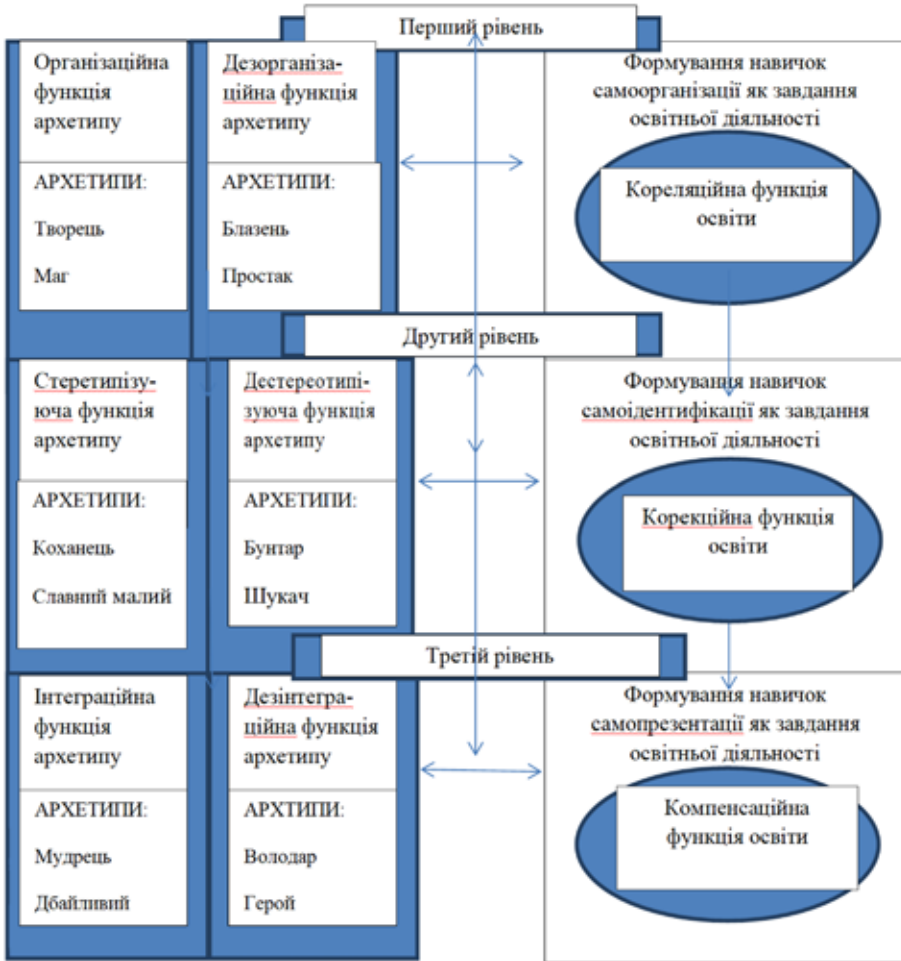 Перший рівень
Організаційна
функція
архетипу
АРХЕТИПИ:
Творець
Маг
Дезорганіза-
ційна функція
архетипу
АРХЕТИПИ:
Блазень
Простак
Формування навичок
самоорганізації як завдання
освітньої діяльності
Кореляційна функція
освіти
Другий рівень
Стеретипізу-
юча функція
архетипу
АРХЕТИПИ:
Коханець
Славний малий
Дестереотипі-
зуюча функція
архетипу
АРХЕТИПИ:
Бунтар
Шукач
Формування навичок
самоідентифікації як завдання
освітньої діяльності
Корекційна функція
освіти
Третій рівень
Інтеграційна
функція
архетипу
АРХЕТИПИ:
Мудрець
Дбайливий
Дезінтегра-
ційна функція
архетипу
АРХТИПИ:
Володар
Герой
Формування навичок
самопрезентації як завдання
освітньої діяльності
Компенсаційна
функція освіти